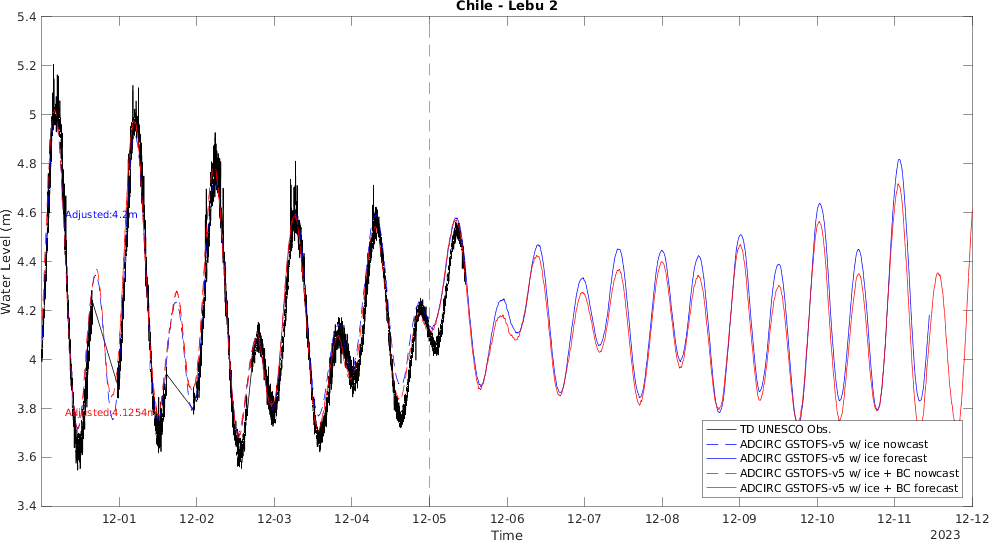 Chile - Lebu 2
5.4
5.2
5
4.8
4.6
4.4
4.2
4
3.8
3.6
3.4
Water Level (m)
Adjusted:4.2m
Adjusted:4.1254m
TD UNESCO Obs.
ADCIRC GSTOFS-v5 w/ ice nowcast
ADCIRC GSTOFS-v5 w/ ice forecast
ADCIRC GSTOFS-v5 w/ ice + BC nowcast
ADCIRC GSTOFS-v5 w/ ice + BC forecast
12-01 12-02 12-03 12-04 12-05 12-06 12-07 12-08 12-09 12-10 12-11 12-12
Time
2023